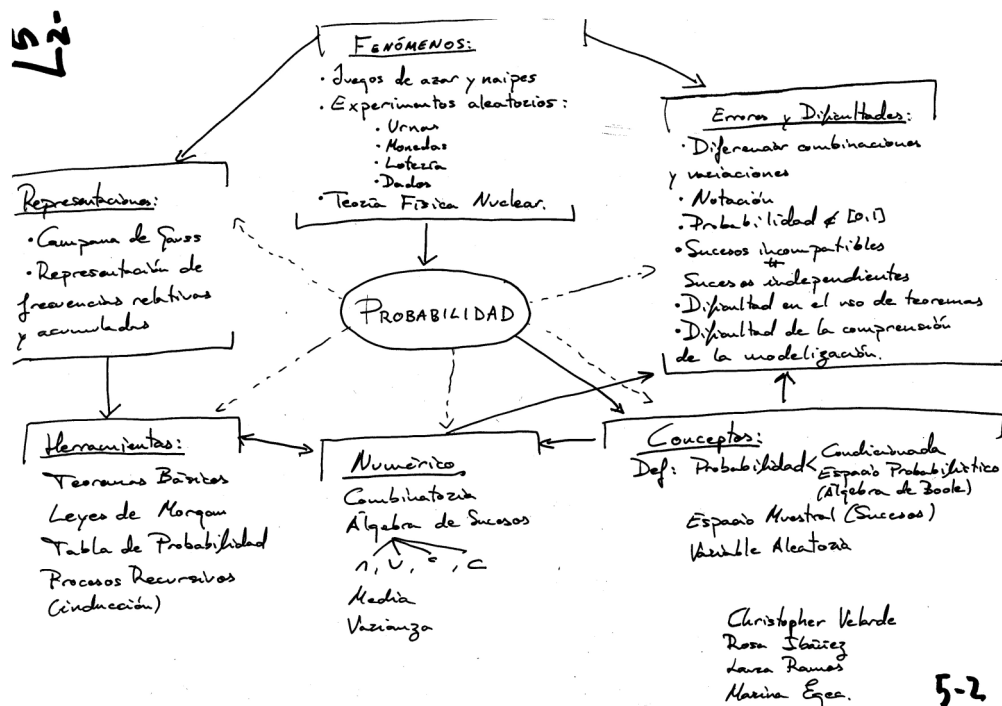 5
L2-
FENÓMENOS:
· Juegos de azar y naipes
· Experimentos aleatorios:
· Urnas
· Monedas
· Lotería
· Dados
· Teoría Física Nuclear.
Errores y Dificultades:
· Diferenciar combinaciones
y variaciones
· Notación
· Probabilidad ∉ [0,1]
· Sucesos incompatibles
≠
Sucesos independientes
· Dificultad en el uso de teoremas
· Dificultad de la comprensión
de la modelización.
Representaciones:
· Campana de Gauss
· Representación de
frecuencias relativas
y acumuladas
PROBABILIDAD
Herramientas:
Teoremas Básicos
Leyes de Morgan
Tabla de Probabilidad
Procesos Recursivos
(inducción)
Numérico
Combinatoria
Álgebra de Sucesos
∩, ∪, ᶜ, ⊂
Media
Varianza
Conceptos:
Def: Probabilidad < Condicionada
Espacio Probabilístico
(Álgebra de Boole)
Espacio Muestral (Sucesos)
Variable Aleatoria
Christopher Velarde
Rosa Ibáñez
Laura Ramos
Marina Egea.
5-2